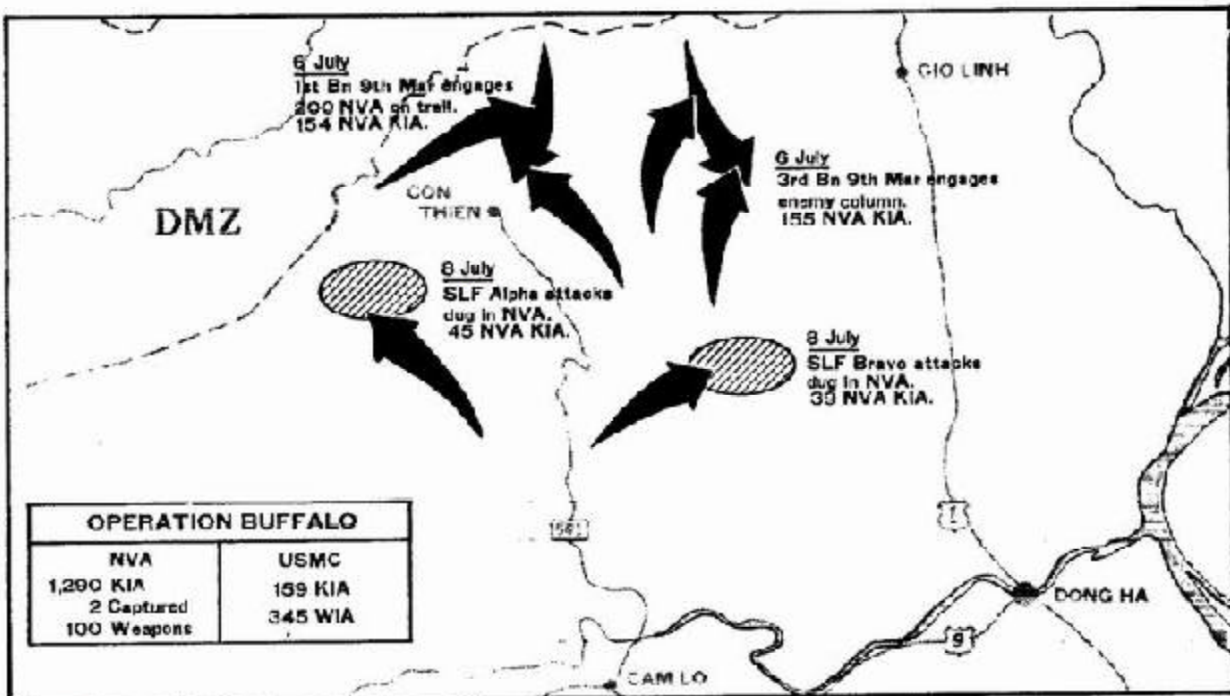 6 July
1st Bn 9th Mar engages
200 NVA on trail.
154 NVA KIA.
GIO LINH
6 July
3rd Bn 9th Mar engages
enemy column.
155 NVA KIA.
CON
THIEN
DMZ
8 July
SLF Alpha attacks
dug in NVA.
45 NVA KIA.
8 July
SLF Bravo attacks
dug in NVA.
NVA KIA.
OPERATION BUFFALO
NVA
1,290 KIA
2 Captured
100 Weapons
USMC
159 KIA
345 WIA
561
1
DONG HA
9
CAM LO